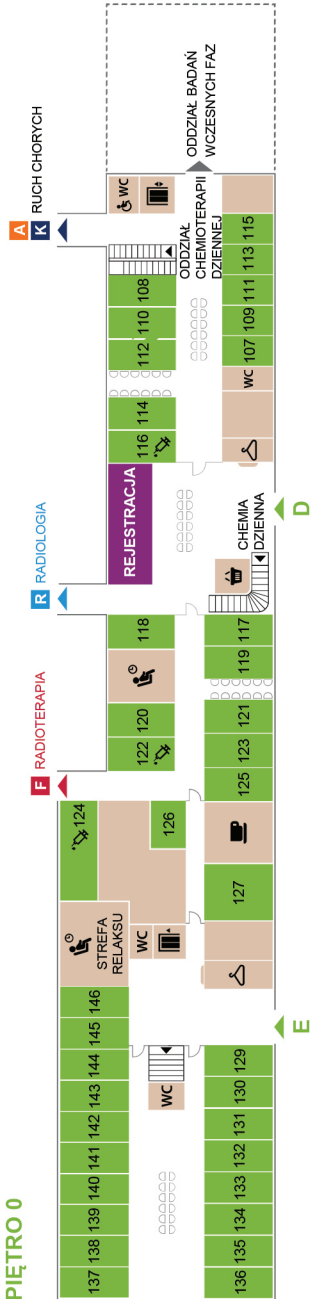 PIĘTRO 0
F RADIOTERAPIA
R RADIOLOGIA
A
K
RUCH CHORYCH
137
138
139
140
141
142
143
144
145
146
STREFA
RELAKSU
124
126
WC
122
120
118
REJESTRACJA
116
114
112
110
108
WC
ODDZIAŁ
CHEMIOTERAPII
DZIENNEJ
ODDZIAŁ BADAŃ
WCZESNYCH FAZ
WC
136
135
134
133
132
131
130
129
127
125
123
121
119
117
CHEMIA
DZIENNA
WC
107
109
111
113
115
E
D